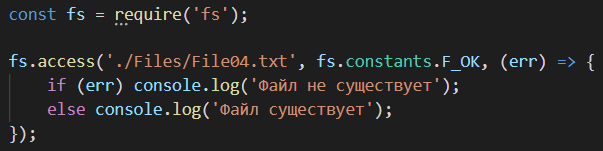 const fs = require('fs');
fs.access('./Files/File04.txt', fs.constants.F_OK, (err) => {
    if (err) console.log('Файл не существует');
    else console.log('Файл существует');
});